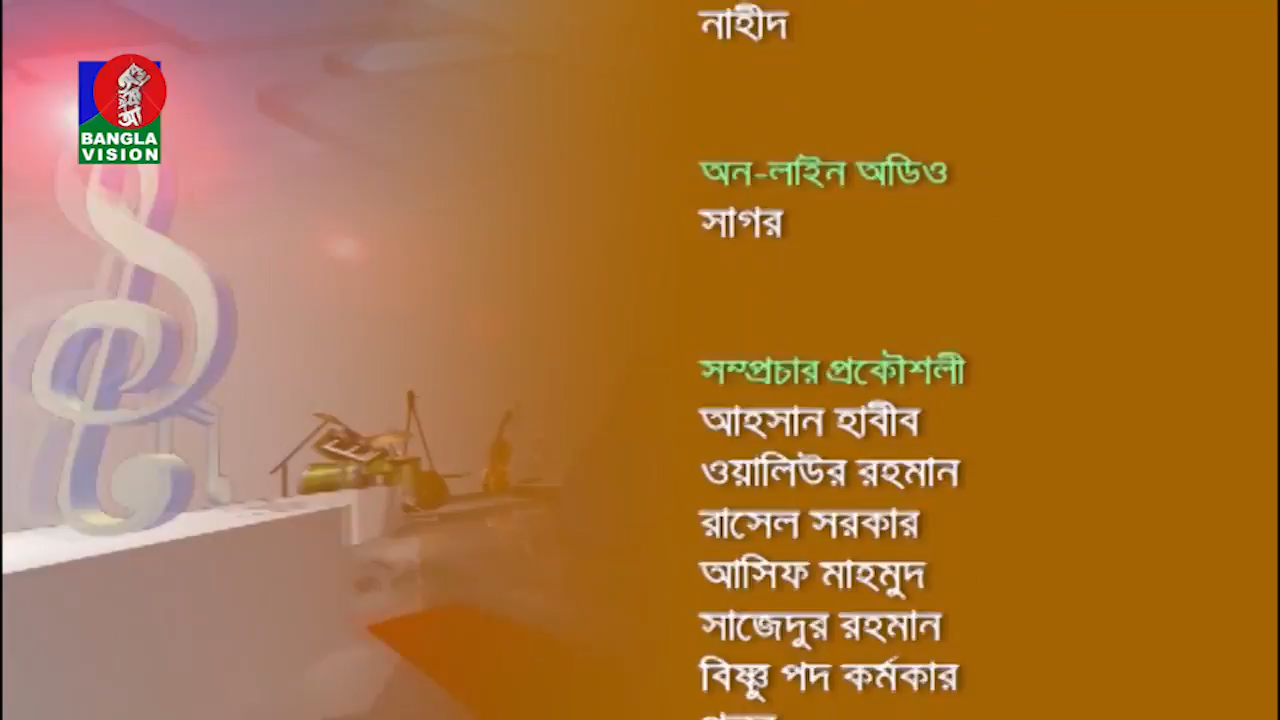 BANGLA
VISION
নাহীদ
অন-লাইন অডিও
সাগর
সম্প্রচার প্রকৌশলী
আহসান হাবীব
ওয়ালিউর রহমান
রাসেল সরকার
আসিফ মাহমুদ
সাজেদুর রহমান
বিষ্ণু পদ কর্মকার